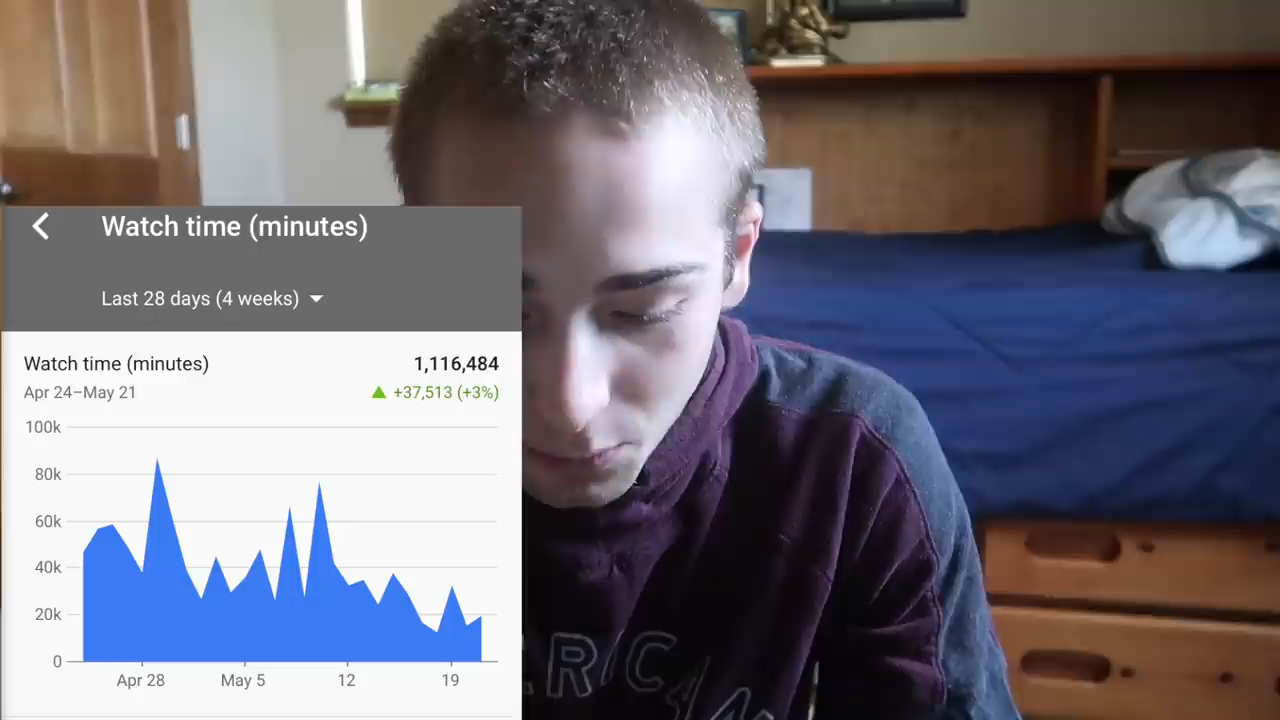 Watch time (minutes)
Last 28 days (4 weeks)
Watch time (minutes) 1,116,484
Apr 24–May 21 +37,513 (+3%)
100k
80k
60k
40k
20k
0
Apr 28 May 5 12 19